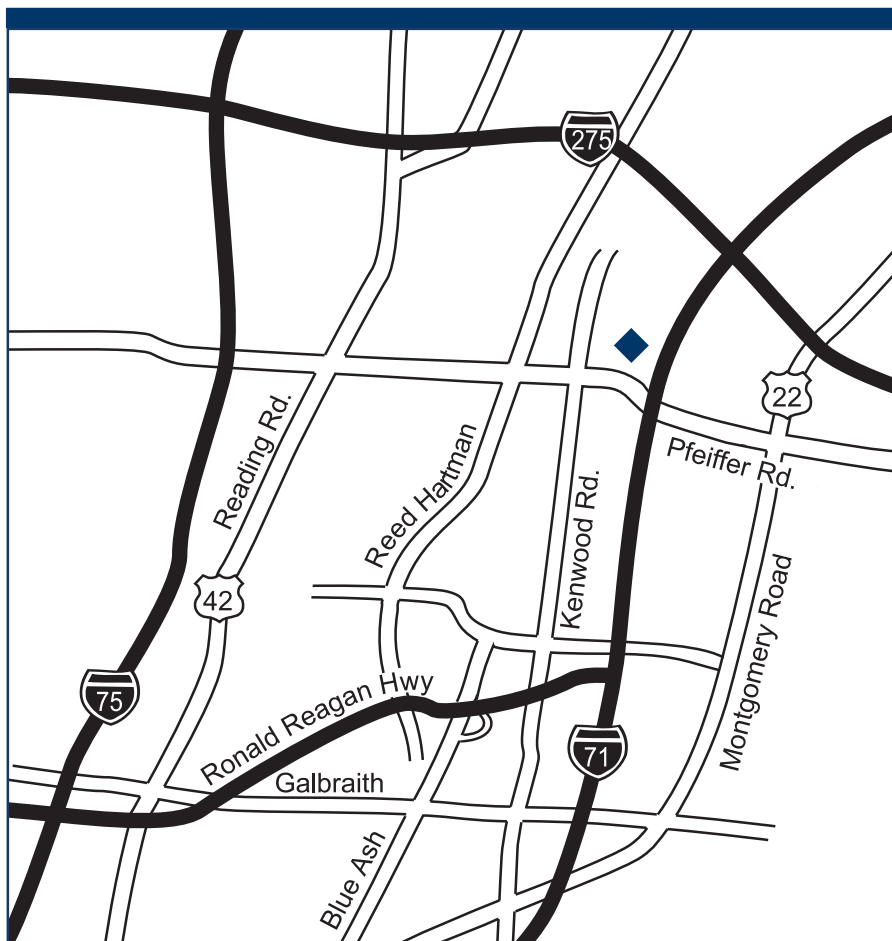 275
22
Pfeiffer Rd.
Reading Rd.
Reed Hartman
Kenwood Rd.
42
Montgomery Road
75
Ronald Reagan Hwy
71
Galbraith
Blue Ash